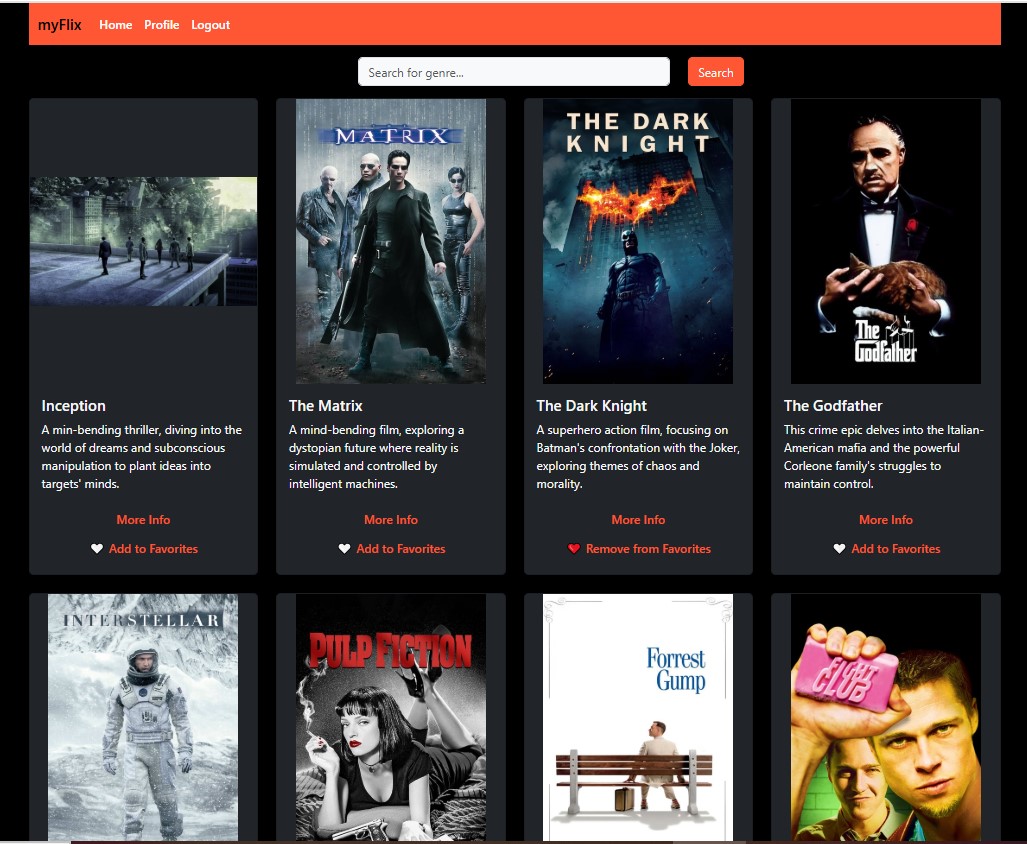 myFlix Home Profile Logout
Search for genre... Search
MATRIX
THE DARK
KNIGHT
The
Godfather
Inception
A min-bending thriller, diving into the
world of dreams and subconscious
manipulation to plant ideas into
targets' minds.
More Info
Add to Favorites
The Matrix
A mind-bending film, exploring a
dystopian future where reality is
simulated and controlled by
intelligent machines.
More Info
Add to Favorites
The Dark Knight
A superhero action film, focusing on
Batman's confrontation with the Joker,
exploring themes of chaos and
morality.
More Info
Remove from Favorites
The Godfather
This crime epic delves into the Italian-
American mafia and the powerful
Corleone family's struggles to
maintain control.
More Info
Add to Favorites
INTERSTELLAR
PULP FICTION
Forrest
Gump
FIGHT
CLUB